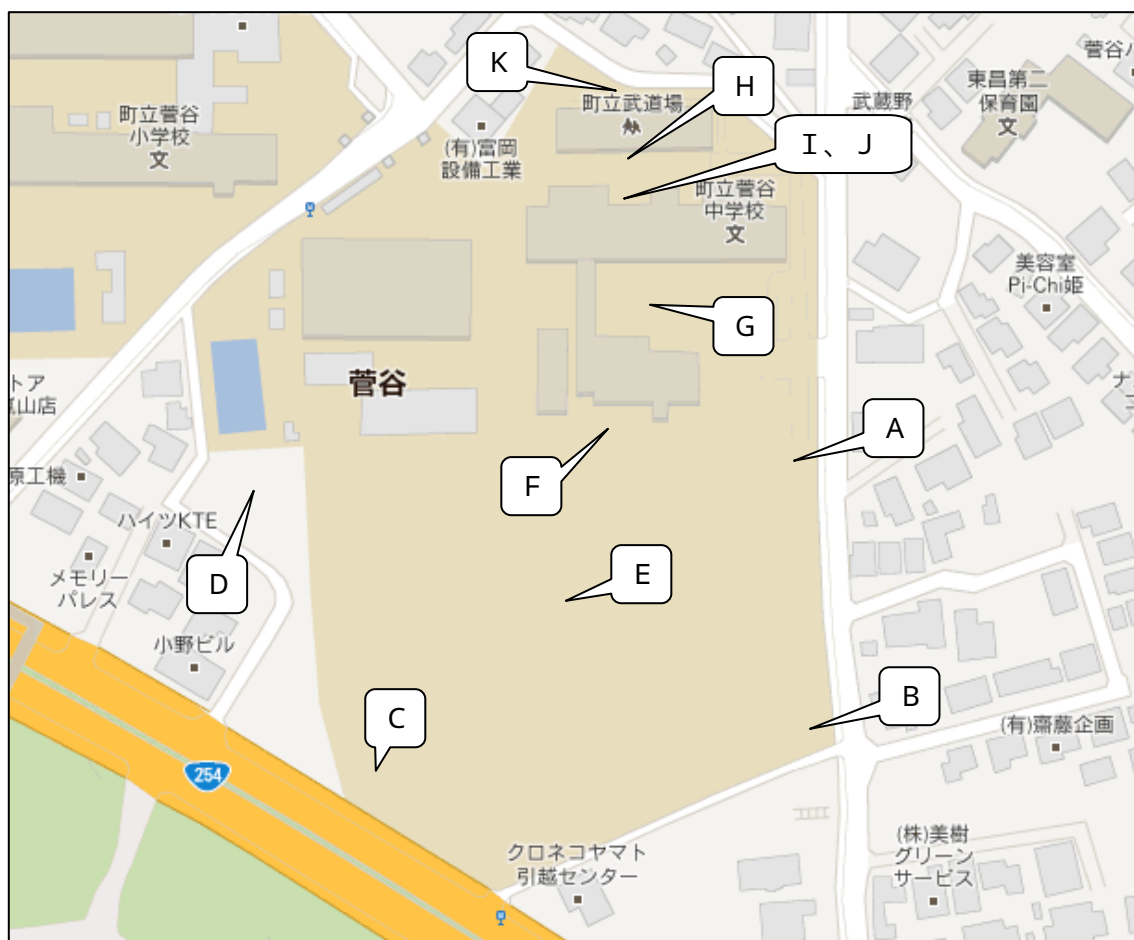 K
H
町立武道場
I、J
町立菅谷
小学校
文
(有)富岡
設備工業
武蔵野
東昌第二
保育園
文
菅谷
町立菅谷
中学校
文
美容室
Pi-Chi姫
G
菅谷
トア
嵐山店
A
原工機
F
ハイツKTE
メモリー
パレス
D
E
小野ビル
C
B
(有)齋藤企画
254
クロネコヤマト
引越センター
(株)美樹
グリーン
サービス